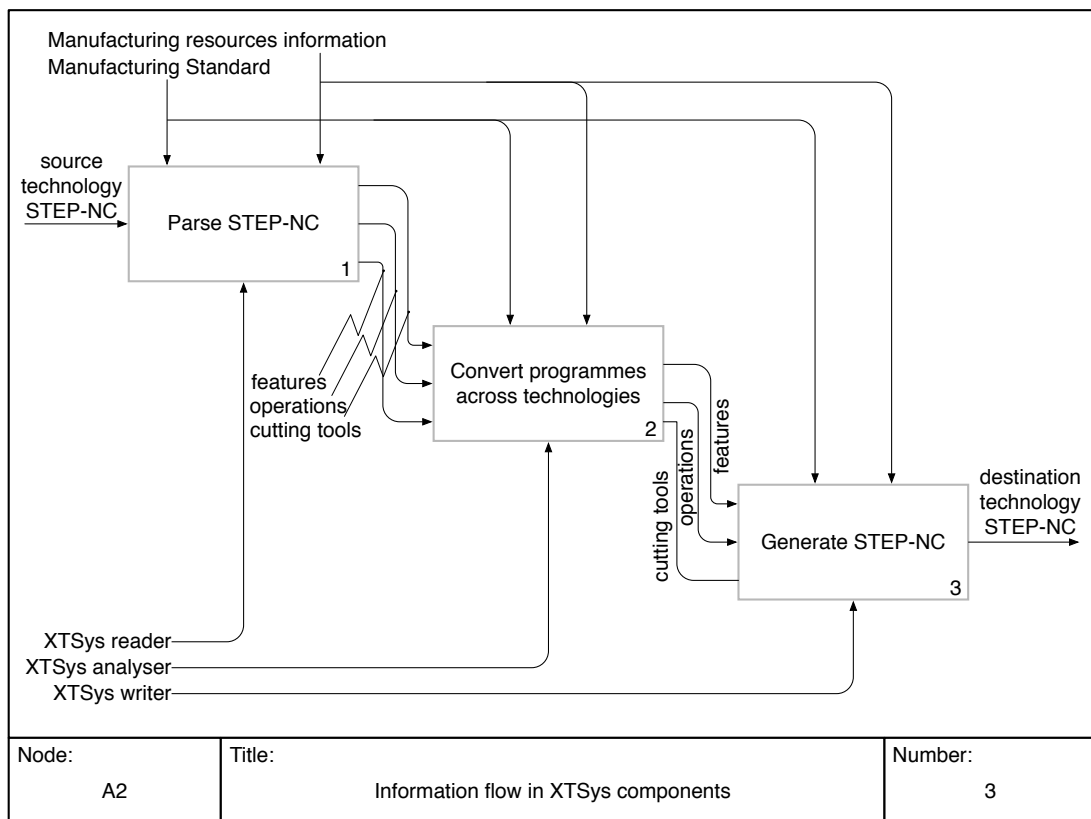 Manufacturing resources information
Manufacturing Standard
source
technology
STEP-NC
Parse STEP-NC
1
features
operations
cutting tools
Convert programmes
across technologies
2
features
operations
cutting tools
destination
technology
STEP-NC
Generate STEP-NC
3
XTSys reader
XTSys analyser
XTSys writer
Node:
A2
Title:
Information flow in XTSys components
Number:
3